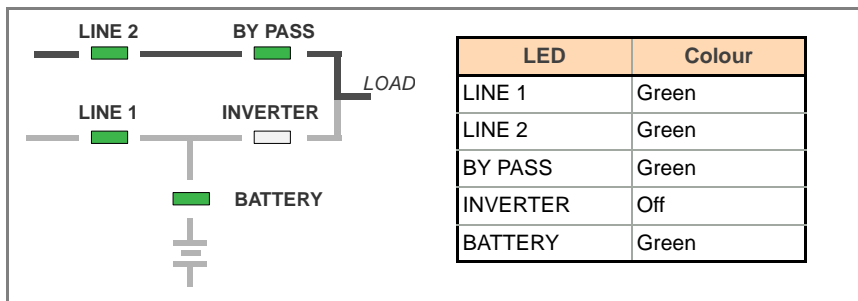 LINE 2
BY PASS
LOAD
LINE 1
INVERTER
BATTERY
LED Colour
LINE 1 Green
LINE 2 Green
BY PASS Green
INVERTER Off
BATTERY Green